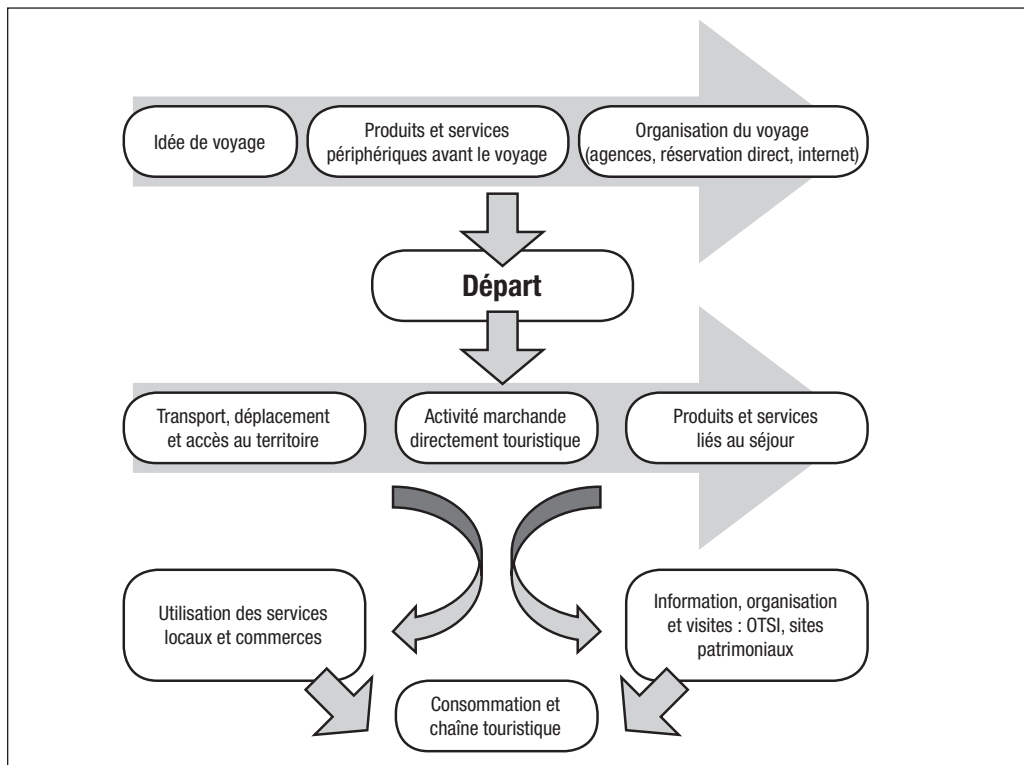 Idée de voyage
Produits et services
périphériques avant le voyage
Organisation du voyage
(agences, réservation direct, internet)
Départ
Transport, déplacement
et accès au territoire
Activité marchande
directement touristique
Produits et services
liés au séjour
Utilisation des services
locaux et commerces
Information, organisation
et visites : OTSI, sites
patrimoniaux
Consommation et
chaîne touristique